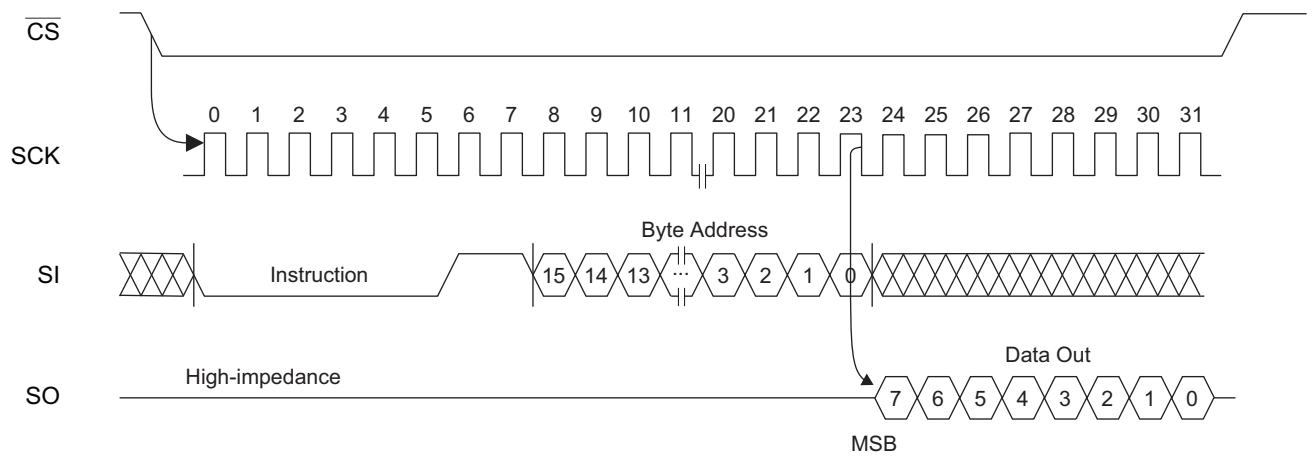 CS
0 1 2 3 4 5 6 7 8 9 10 11 20 21 22 23 24 25 26 27 28 29 30 31
SCK
Byte Address
SI
Instruction
15 14 13 ... 3 2 1 0
Data Out
High-impedance
SO
7 6 5 4 3 2 1 0
MSB